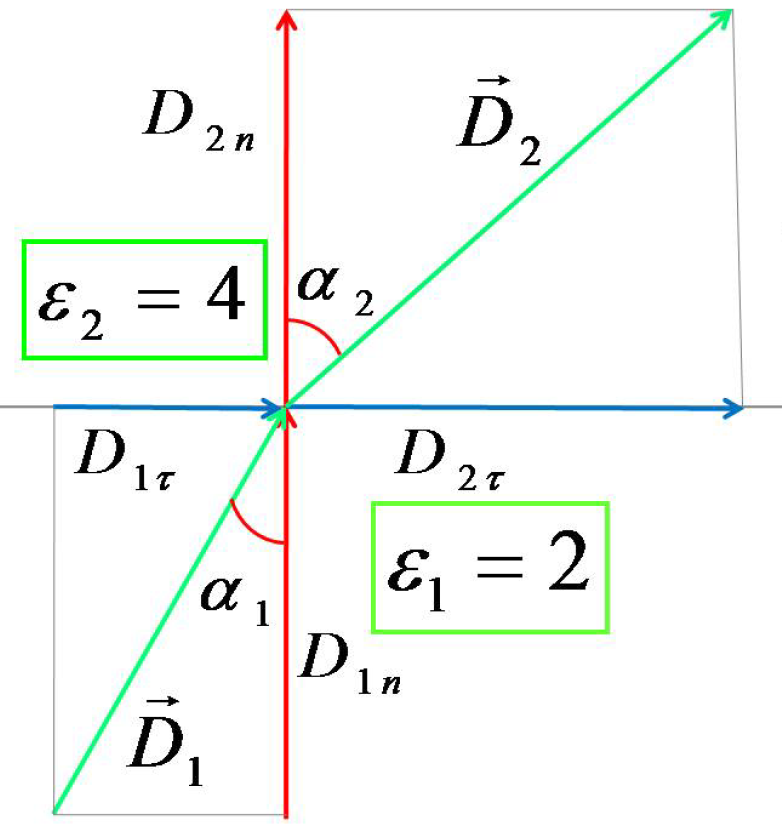 D₂ₙ
D⃗₂
ε₂ = 4
α₂
D₁τ
D₂τ
ε₁ = 2
α₁
D₁ₙ
D⃗₁